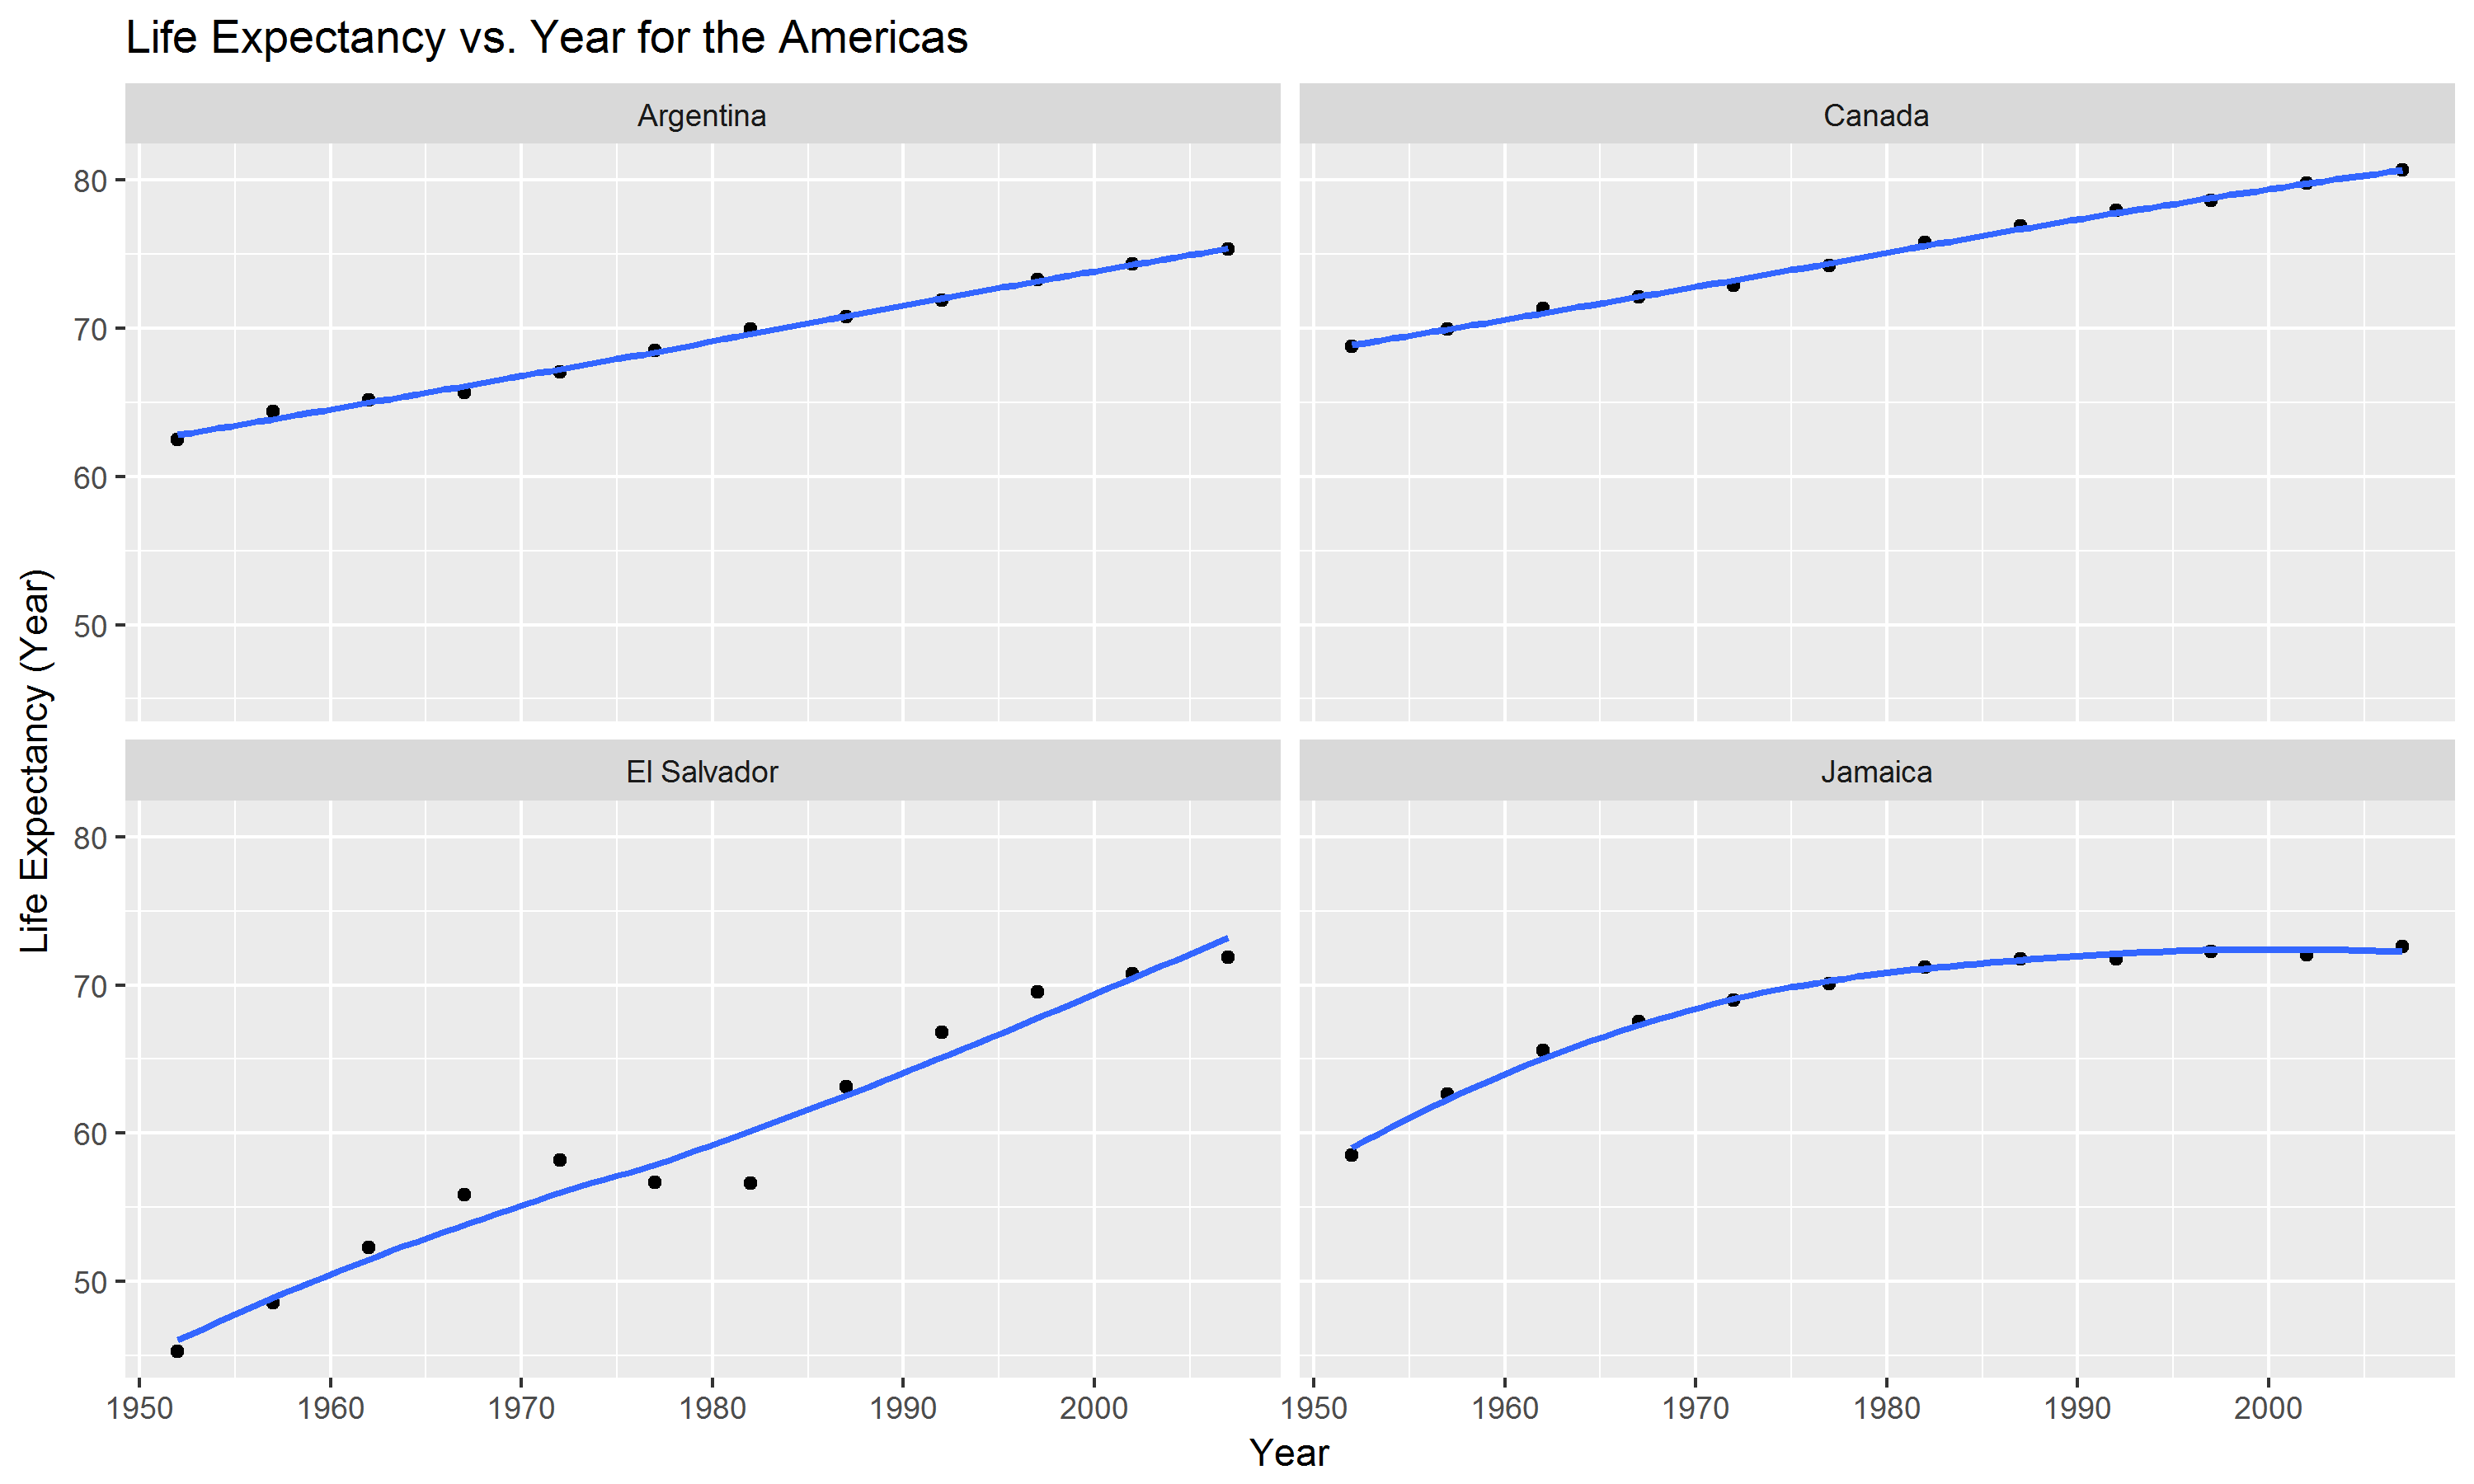 Life Expectancy vs. Year for the Americas
Argentina
Canada
80
70
60
50
Life Expectancy (Year)
El Salvador
Jamaica
80
70
60
50
1950 1960 1970 1980 1990 2000 1950 1960 1970 1980 1990 2000
Year